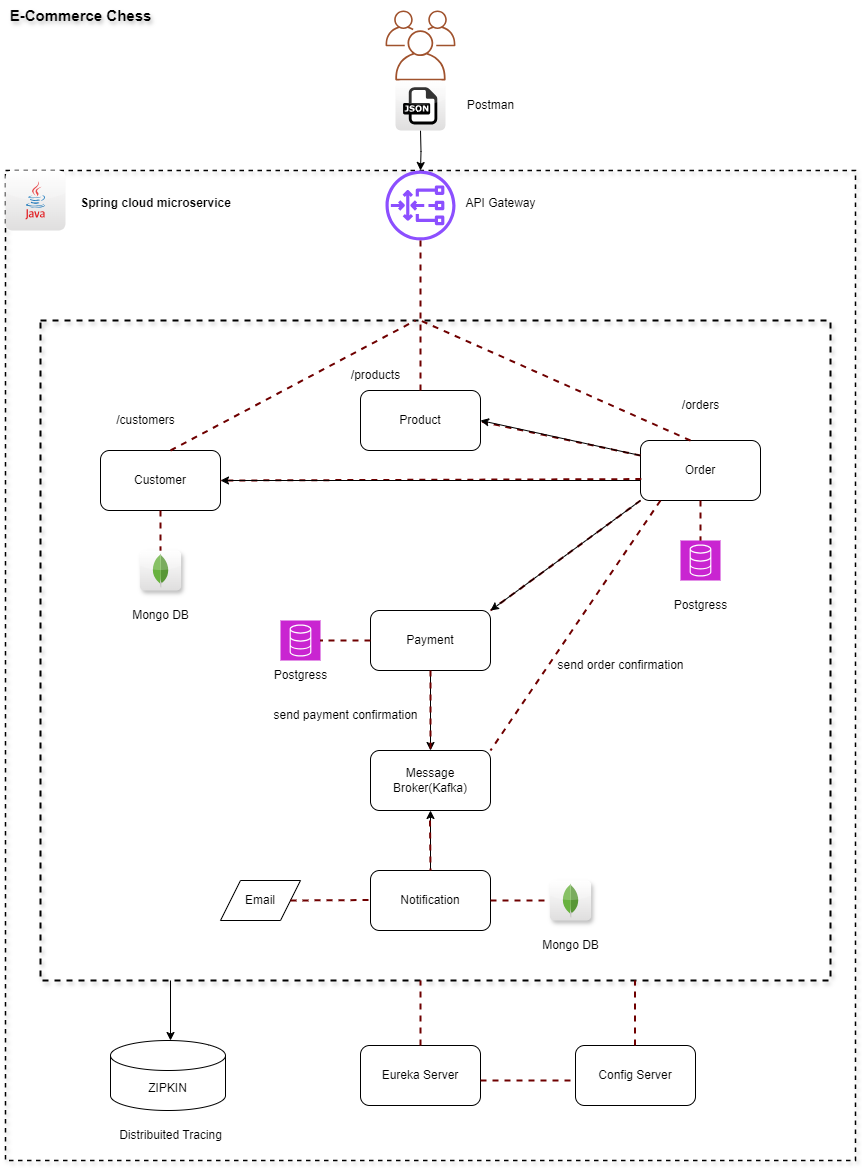 E-Commerce Chess
JSON
Postman
Java
Spring cloud microservice
API Gateway
/products
/customers
/orders
Product
Customer
Order
Mongo DB
Postgress
Payment
Postgress
send order confirmation
send payment confirmation
Message
Broker(Kafka)
Email
Notification
Mongo DB
ZIPKIN
Eureka Server
Config Server
Distribuited Tracing